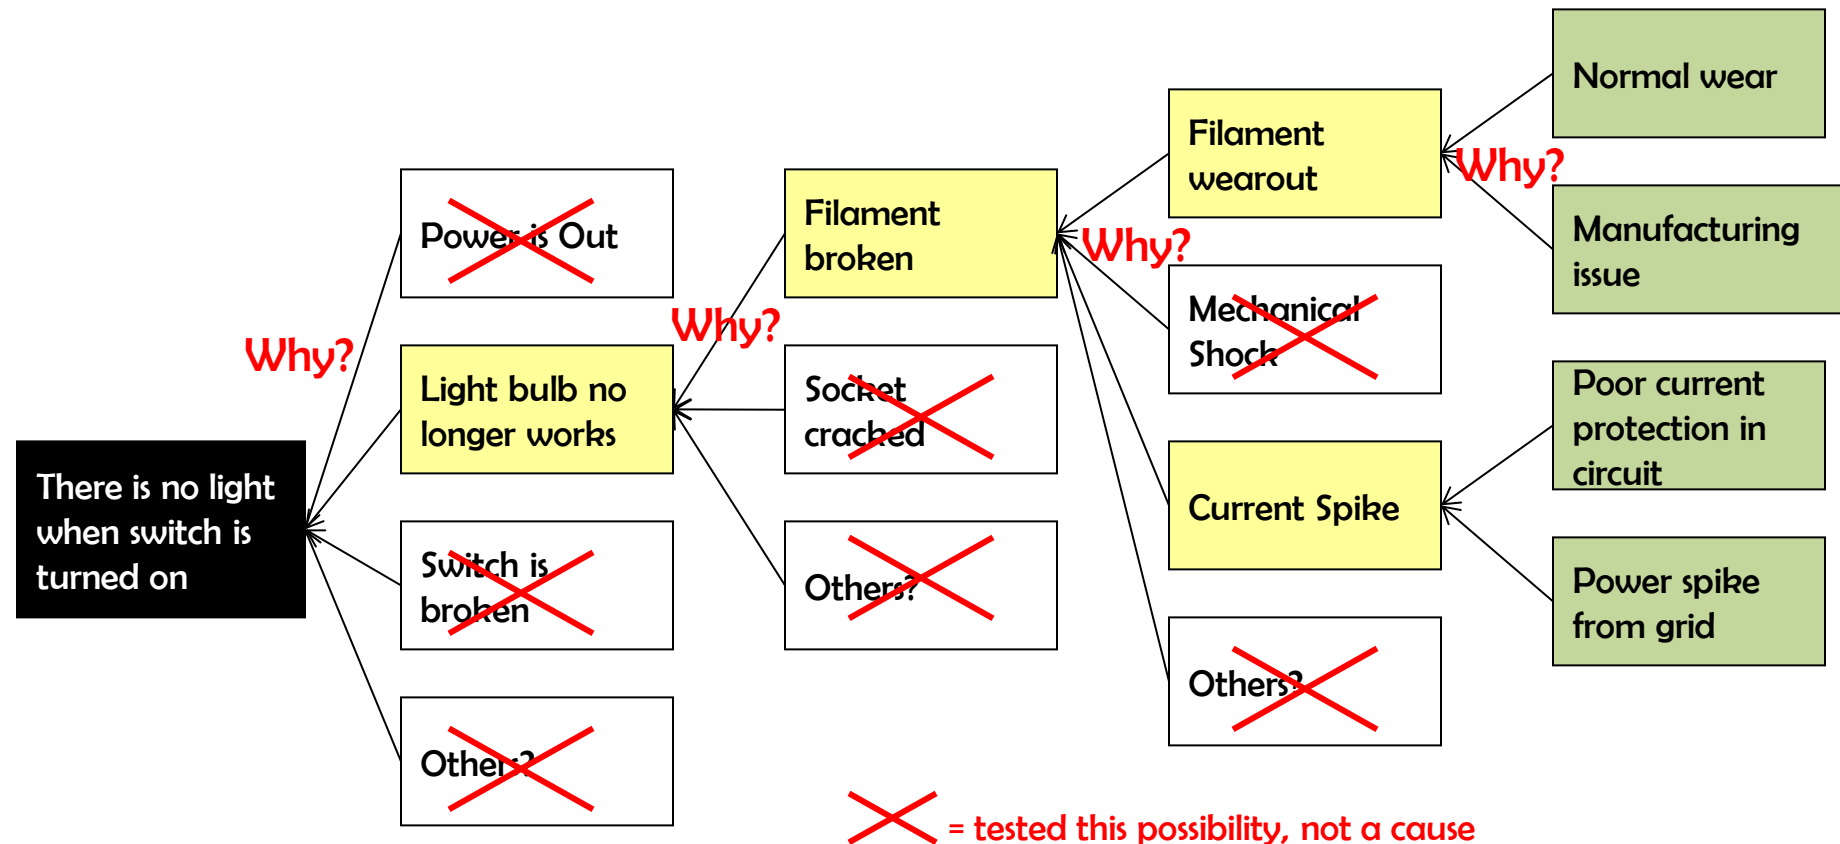 There is no light
when switch is
turned on
Why?
Power is Out
Light bulb no
longer works
Switch is
broken
Others?
Why?
Filament
broken
Socket
cracked
Others?
Why?
Filament
wearout
Mechanical
Shock
Current Spike
Others?
Why?
Normal wear
Manufacturing
issue
Poor current
protection in
circuit
Power spike
from grid
= tested this possibility, not a cause